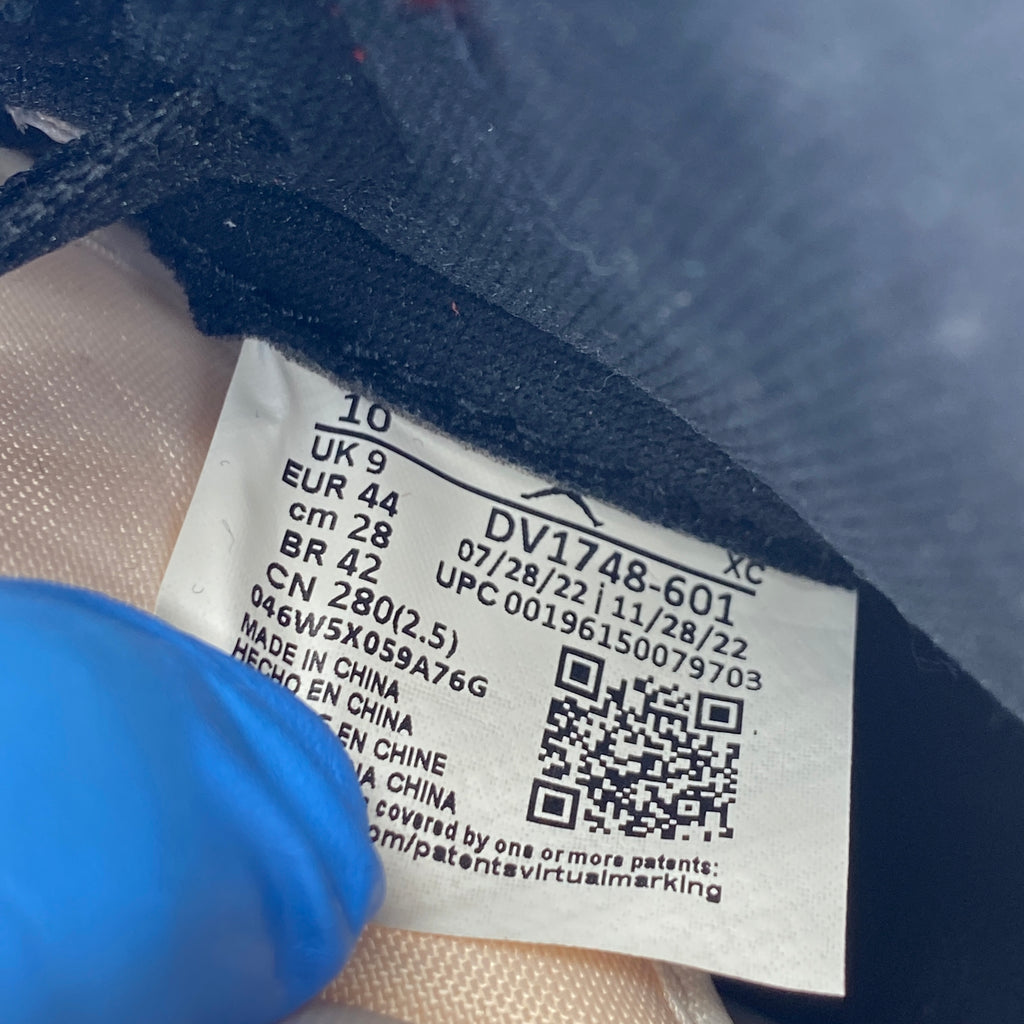 10
UK 9
EUR 44
cm 28
BR 42
CN 280(2.5)
046W5X059A76G
MADE IN CHINA
HECHO EN CHINA
EN CHINE
CHINA
XC
DV1748-601
07/28/22 i 11/28/22
UPC 00196150079703
covered by one or more patents:
om/patentsvirtualmarking